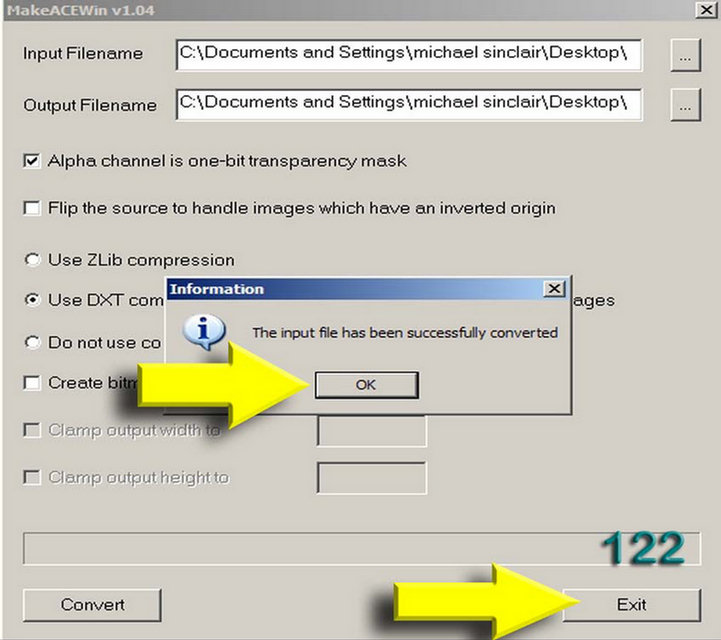 MakeACEWin v1.04
Input Filename C:\Documents and Settings\michael sinclair\Desktop\ ...
Output Filename C:\Documents and Settings\michael sinclair\Desktop\ ...
Alpha channel is one-bit transparency mask
Flip the source to handle images which have an inverted origin
Use ZLib compression
Information
Use DXT com ages
The input file has been successfully converted
Do not use co
OK
Create bitm
Clamp output width to
Clamp output height to
122
Convert Exit